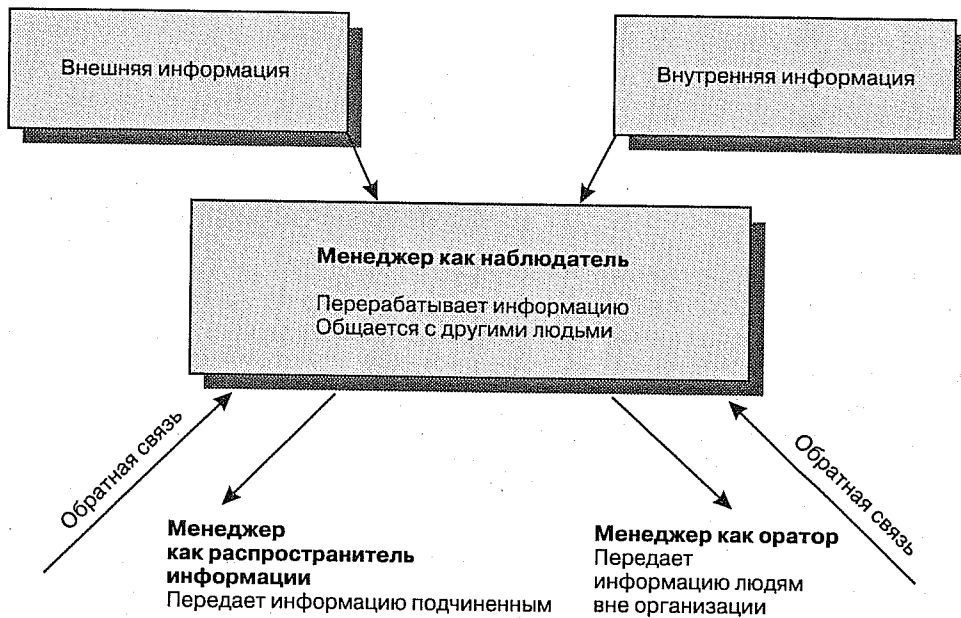 Внешняя информация
Внутренняя информация
Менеджер как наблюдатель
Перерабатывает информацию
Общается с другими людьми
Обратная связь
Обратная связь
Менеджер
как распространитель
информации
Передает информацию подчиненным
Менеджер как оратор
Передает
информацию людям
вне организации